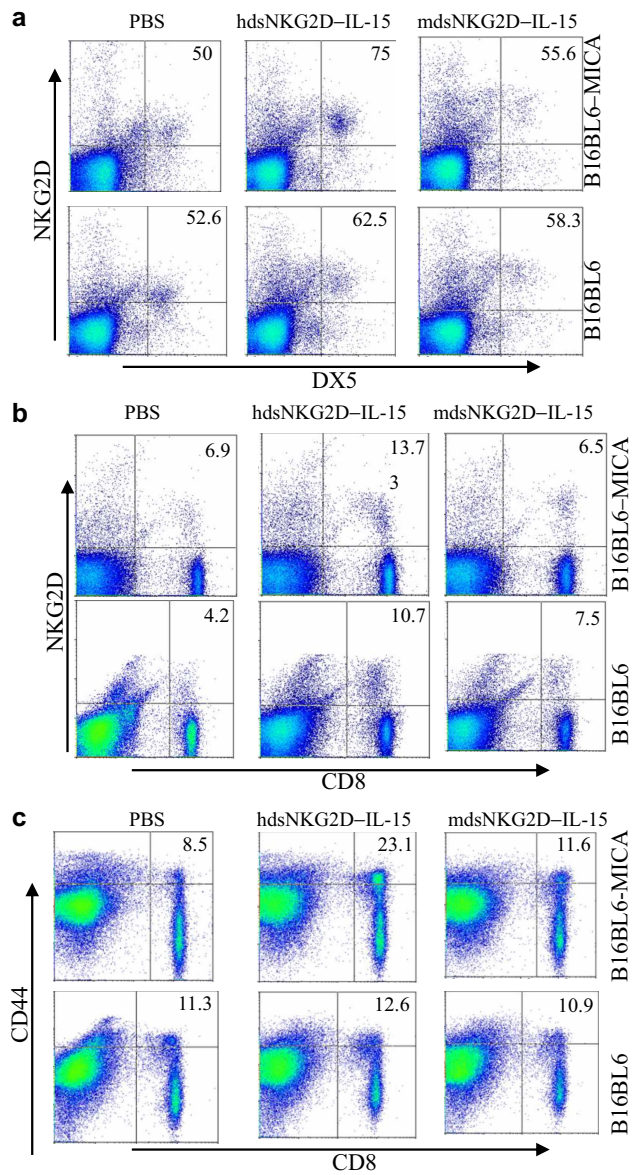 a
PBS hdsNKG2D–IL-15 mdsNKG2D–IL-15
50 75 55.6
B16BL6–MICA
NKG2D
52.6 62.5 58.3
B16BL6
DX5
b
PBS hdsNKG2D–IL-15 mdsNKG2D–IL-15
6.9 13.7 6.5
3
B16BL6–MICA
NKG2D
4.2 10.7 7.5
B16BL6
CD8
c
PBS hdsNKG2D–IL-15 mdsNKG2D–IL-15
8.5 23.1 11.6
B16BL6-MICA
CD44
11.3 12.6 10.9
B16BL6
CD8